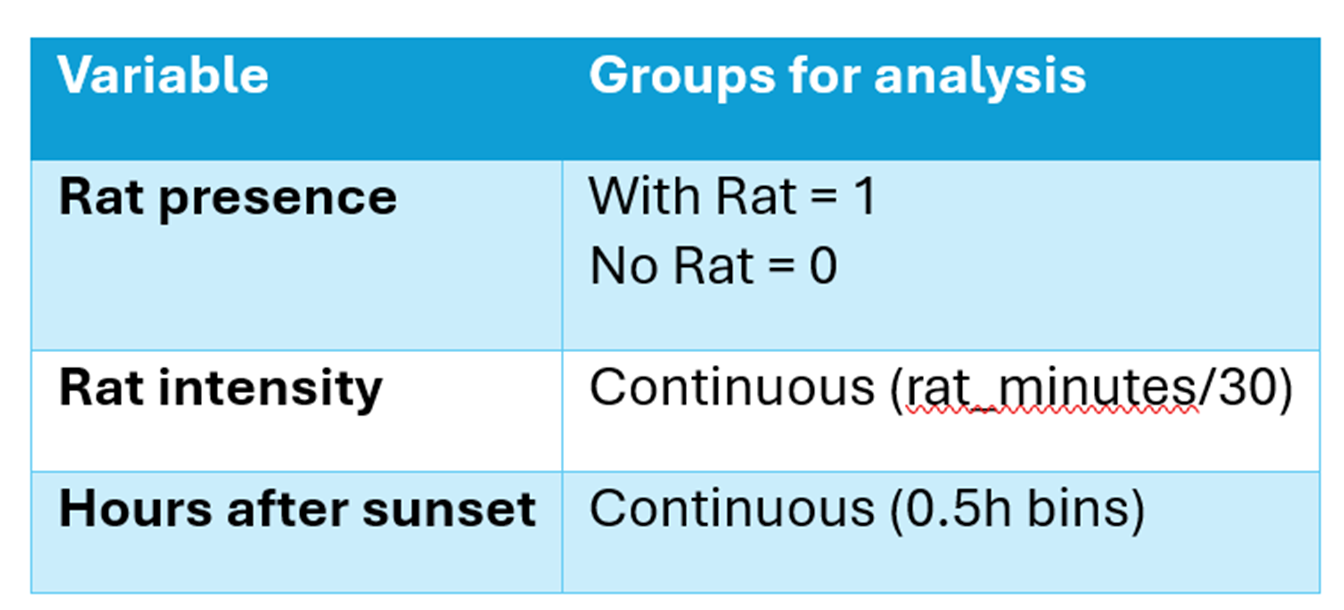 Variable
Groups for analysis
Rat presence
With Rat = 1
No Rat = 0
Rat intensity
Continuous (rat_minutes/30)
Hours after sunset
Continuous (0.5h bins)